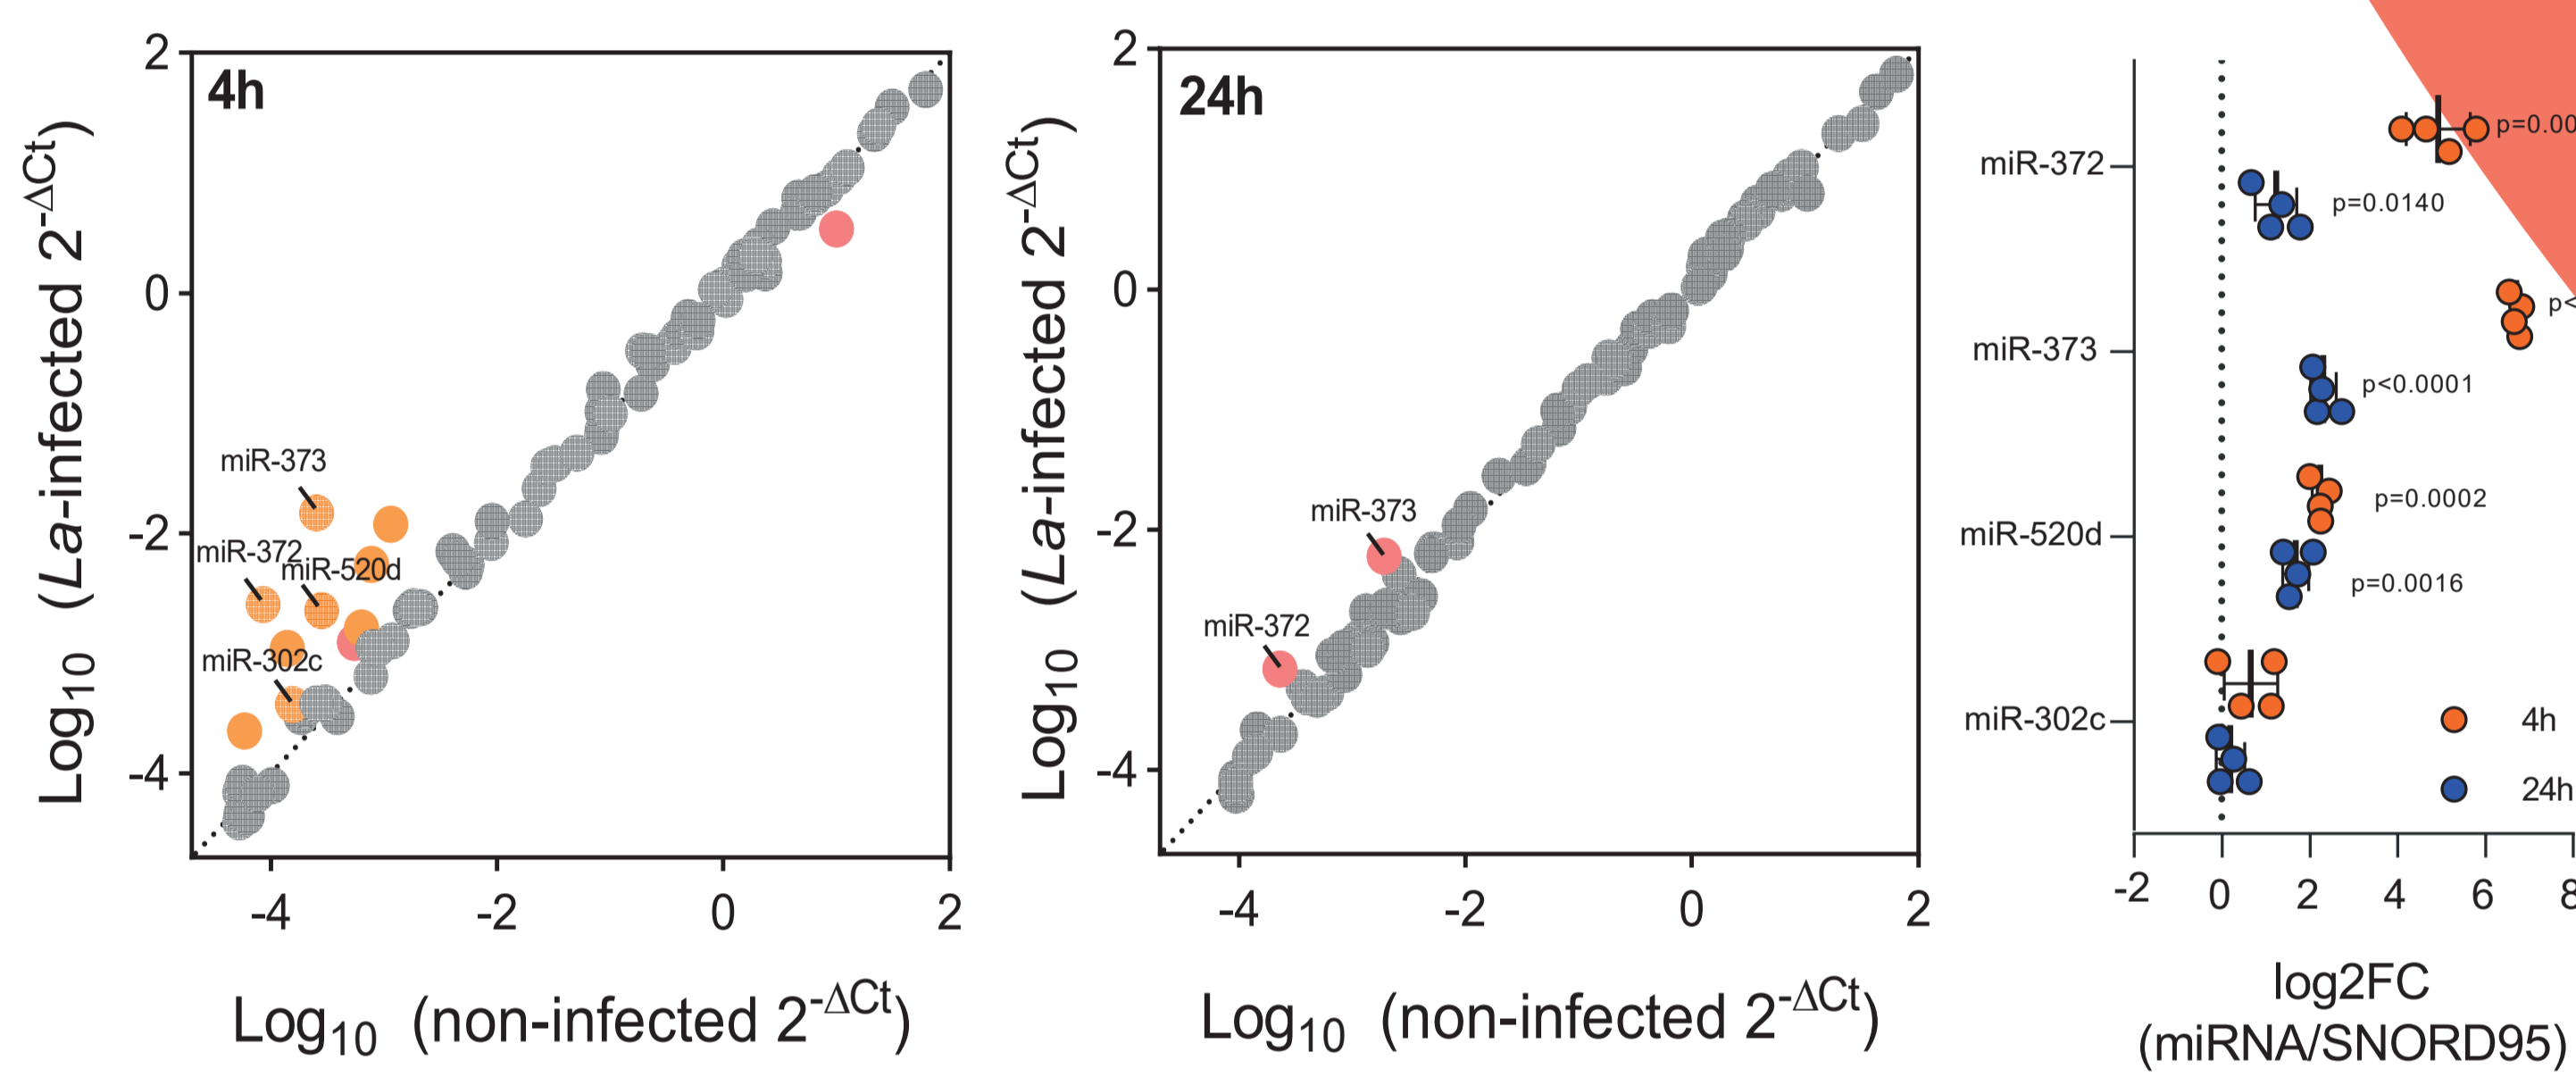 4h
2
0
-2
-4
-4
-2
0
2
miR-373
miR-372
miR-520d
miR-302c
Log10 (La-infected 2-ΔCt)
Log10 (non-infected 2-ΔCt)
24h
2
0
-2
-4
-4
-2
0
2
miR-373
miR-372
Log10 (La-infected 2-ΔCt)
Log10 (non-infected 2-ΔCt)
miR-372
miR-373
miR-520d
miR-302c
p=0.00
p=0.0140
p<
p<0.0001
p=0.0002
p=0.0016
4h
24h
-2
0
2
4
6
8
log2FC
(miRNA/SNORD95)